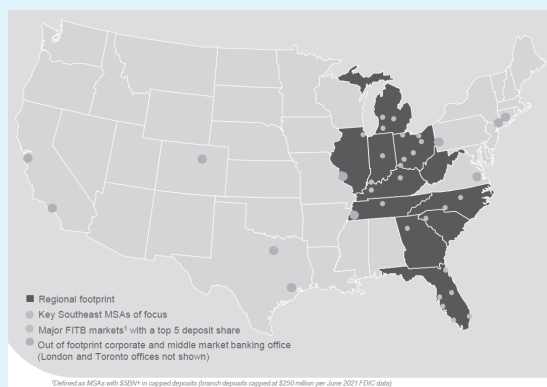 Regional footprint
Key Southeast MSAs of focus
Major FITB markets¹ with a top 5 deposit share
Out of footprint corporate and middle market banking office
(London and Toronto offices not shown)
¹Defined as MSAs with $5BN+ in capped deposits (branch deposits capped at $250 million per June 2021 FDIC data)